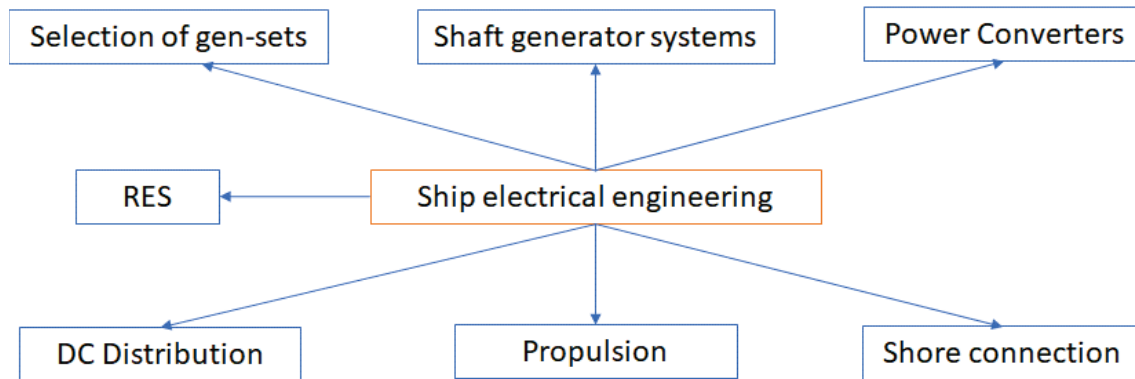 Selection of gen-sets
Shaft generator systems
Power Converters
RES
Ship electrical engineering
DC Distribution
Propulsion
Shore connection